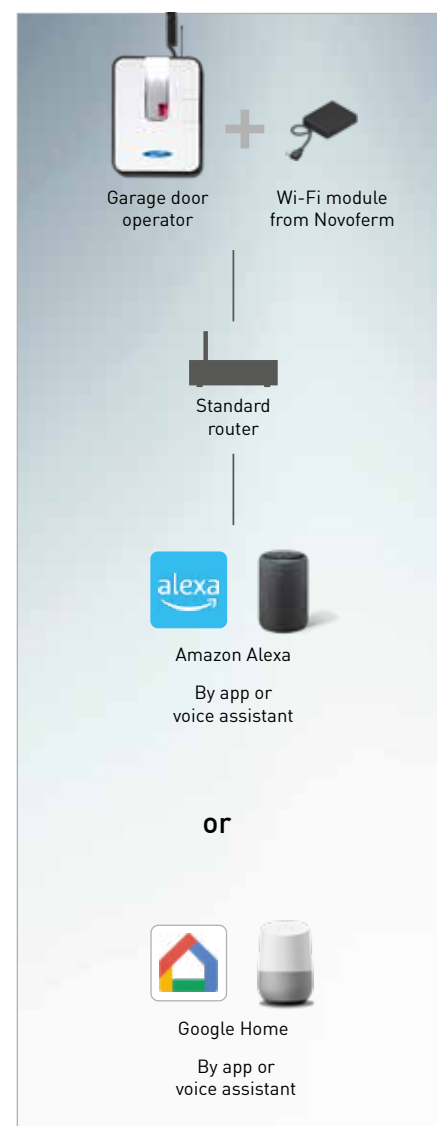 +
Garage door
operator
Wi-Fi module
from Novoferm
Standard
router
alexa
Amazon Alexa
By app or
voice assistant
or
Google Home
By app or
voice assistant